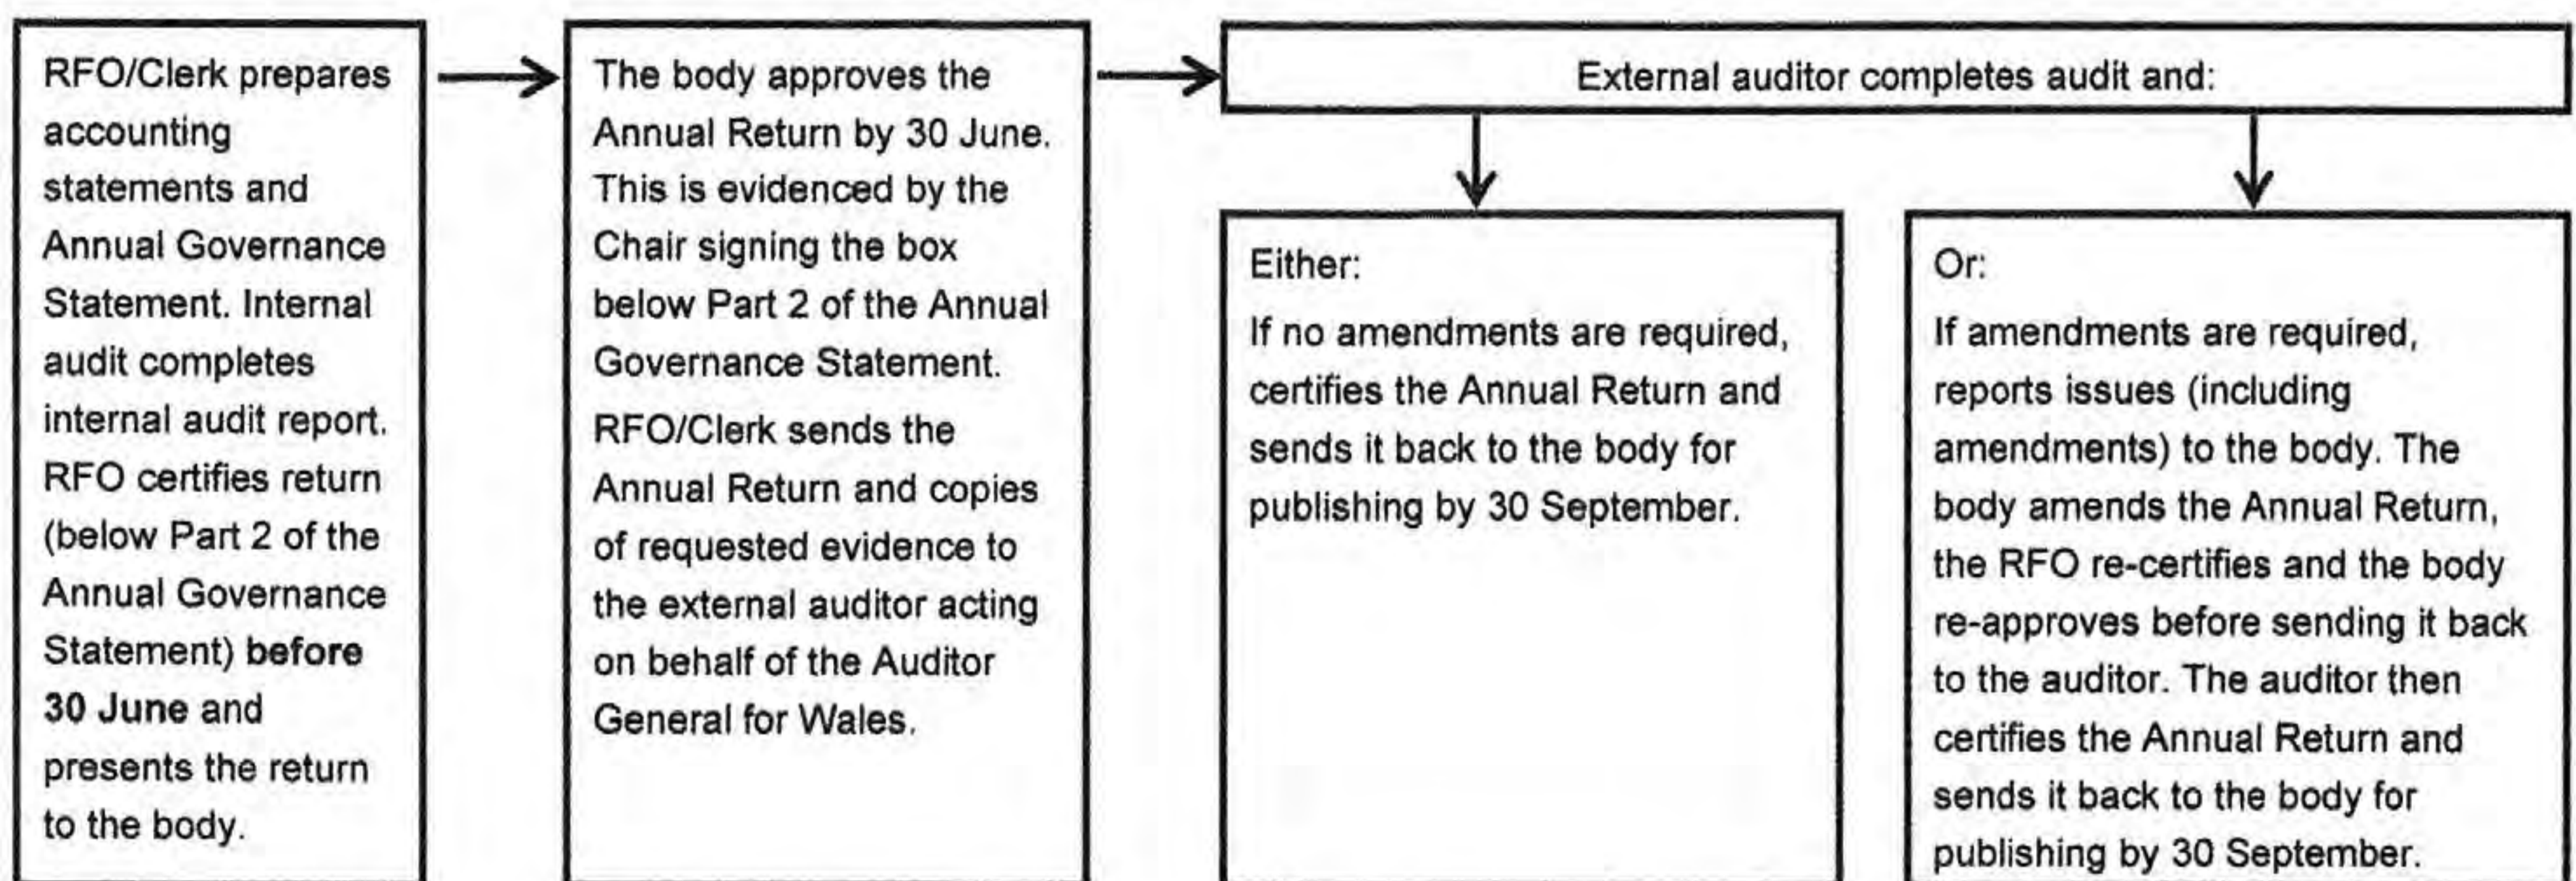 RFO/Clerk prepares
accounting
statements and
Annual Governance
Statement. Internal
audit completes
internal audit report.
RFO certifies return
(below Part 2 of the
Annual Governance
Statement) before
30 June and
presents the return
to the body.
The body approves the
Annual Return by 30 June.
This is evidenced by the
Chair signing the box
below Part 2 of the Annual
Governance Statement.
RFO/Clerk sends the
Annual Return and copies
of requested evidence to
the external auditor acting
on behalf of the Auditor
General for Wales.
External auditor completes audit and:
Either:
If no amendments are required,
certifies the Annual Return and
sends it back to the body for
publishing by 30 September.
Or:
If amendments are required,
reports issues (including
amendments) to the body. The
body amends the Annual Return,
the RFO re-certifies and the body
re-approves before sending it back
to the auditor. The auditor then
certifies the Annual Return and
sends it back to the body for
publishing by 30 September.